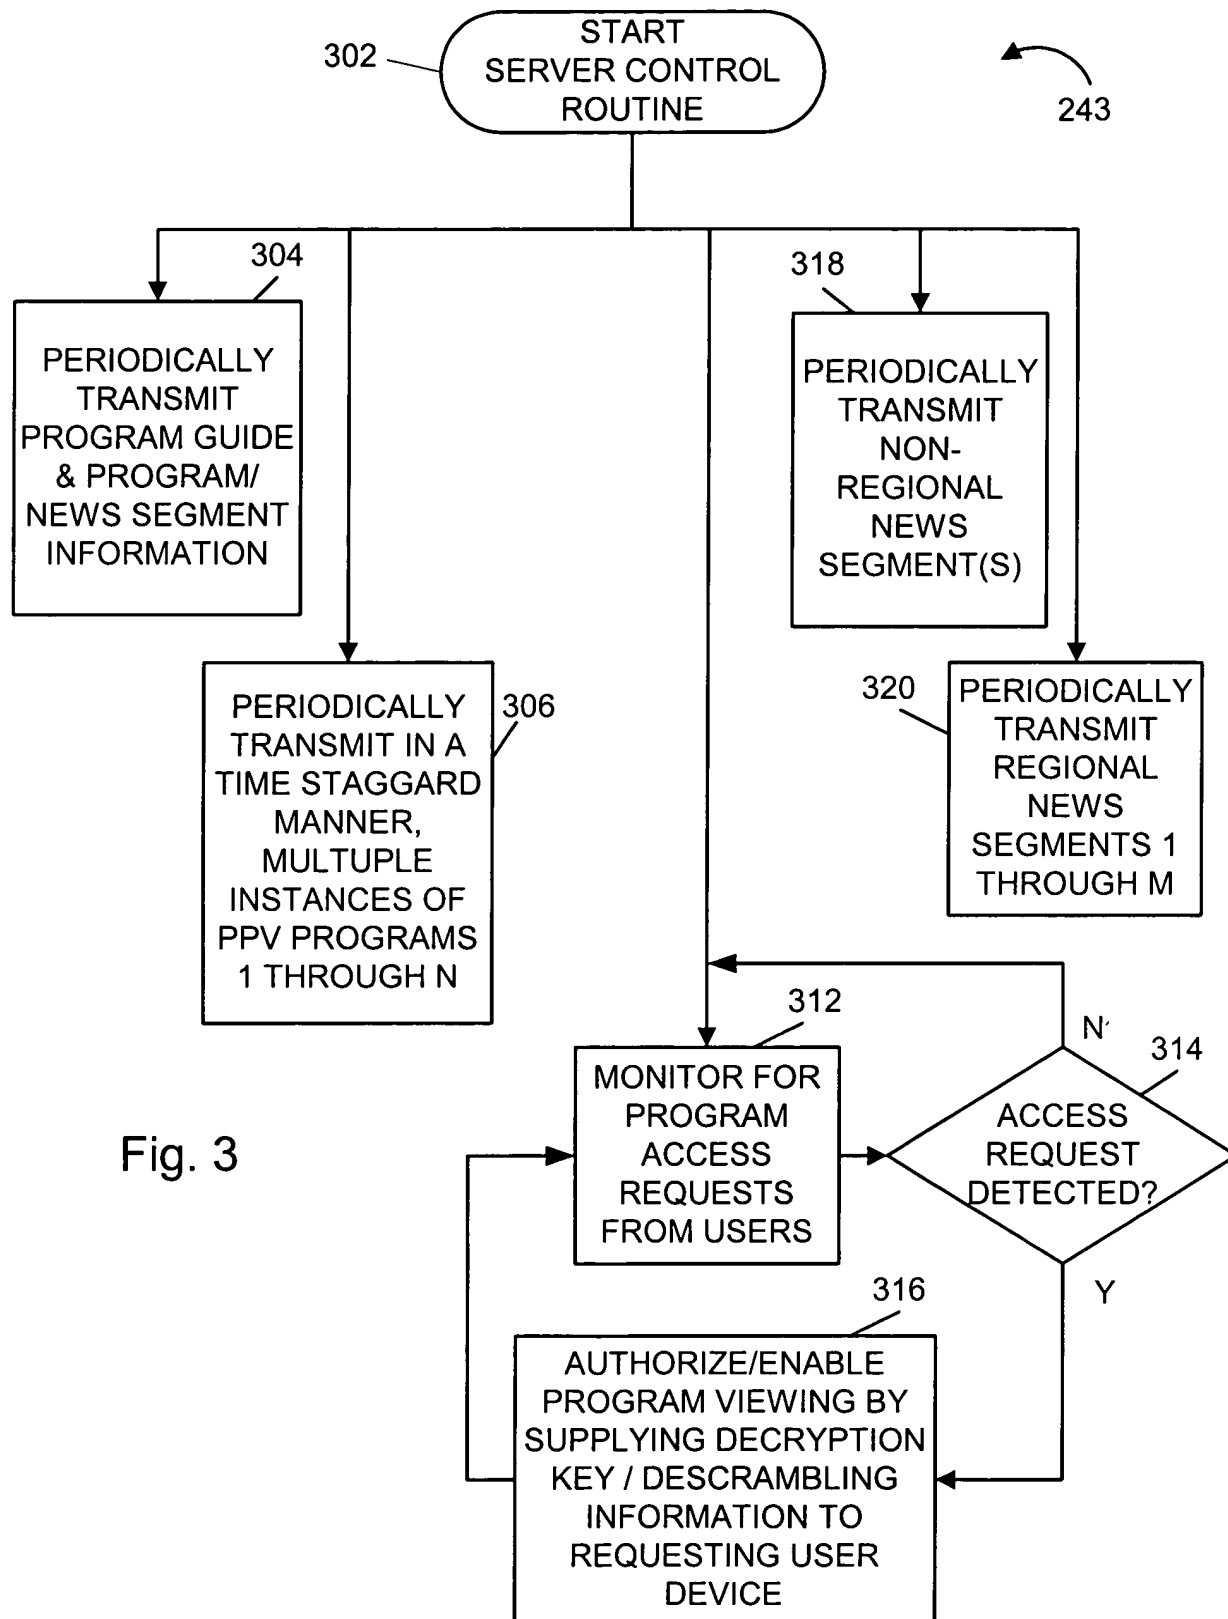 START
SERVER CONTROL
ROUTINE
302
243
304
PERIODICALLY
TRANSMIT
PROGRAM GUIDE
& PROGRAM/
NEWS SEGMENT
INFORMATION
318
PERIODICALLY
TRANSMIT
NON-
REGIONAL
NEWS
SEGMENT(S)
306
PERIODICALLY
TRANSMIT IN A
TIME STAGGARD
MANNER,
MULTUPLE
INSTANCES OF
PPV PROGRAMS
1 THROUGH N
320
PERIODICALLY
TRANSMIT
REGIONAL
NEWS
SEGMENTS 1
THROUGH M
312
MONITOR FOR
PROGRAM
ACCESS
REQUESTS
FROM USERS
N
314
ACCESS
REQUEST
DETECTED?
Y
Fig. 3
316
AUTHORIZE/ENABLE
PROGRAM VIEWING BY
SUPPLYING DECRYPTION
KEY / DESCRAMBLING
INFORMATION TO
REQUESTING USER
DEVICE